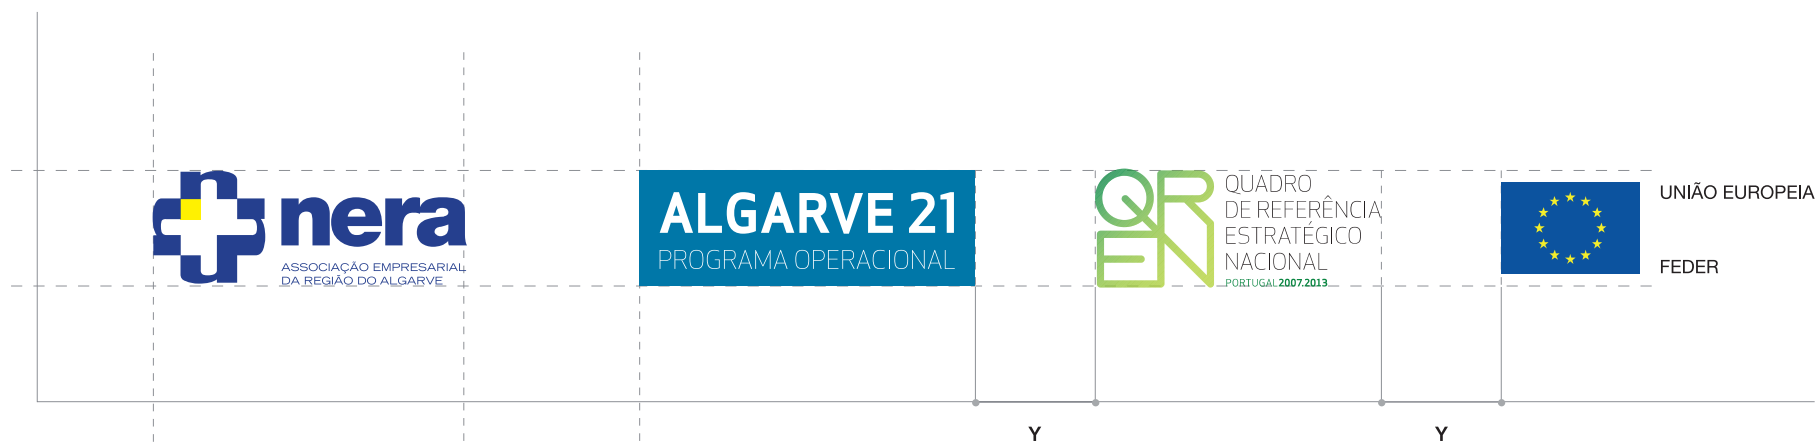 nera
ASSOCIAÇÃO EMPRESARIAL
DA REGIÃO DO ALGARVE
ALGARVE 21
PROGRAMA OPERACIONAL
QREN
QUADRO
DE REFERÊNCIA
ESTRATÉGICO
NACIONAL
PORTUGAL 2007.2013
UNIÃO EUROPEIA
FEDER
Y
Y